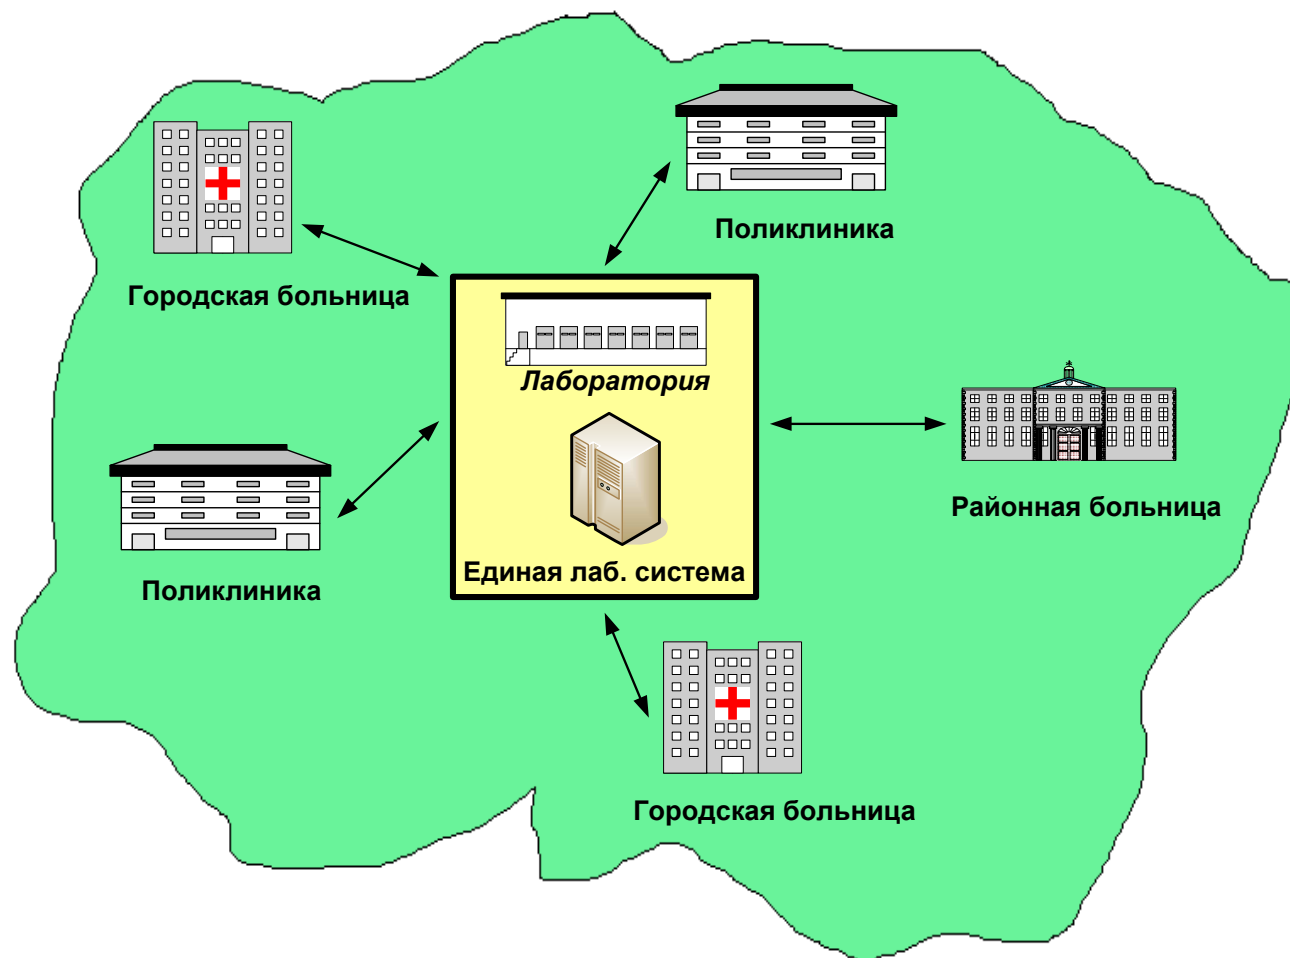 Поликлиника
Городская больница
Лаборатория
Районная больница
Единая лаб. система
Поликлиника
Городская больница